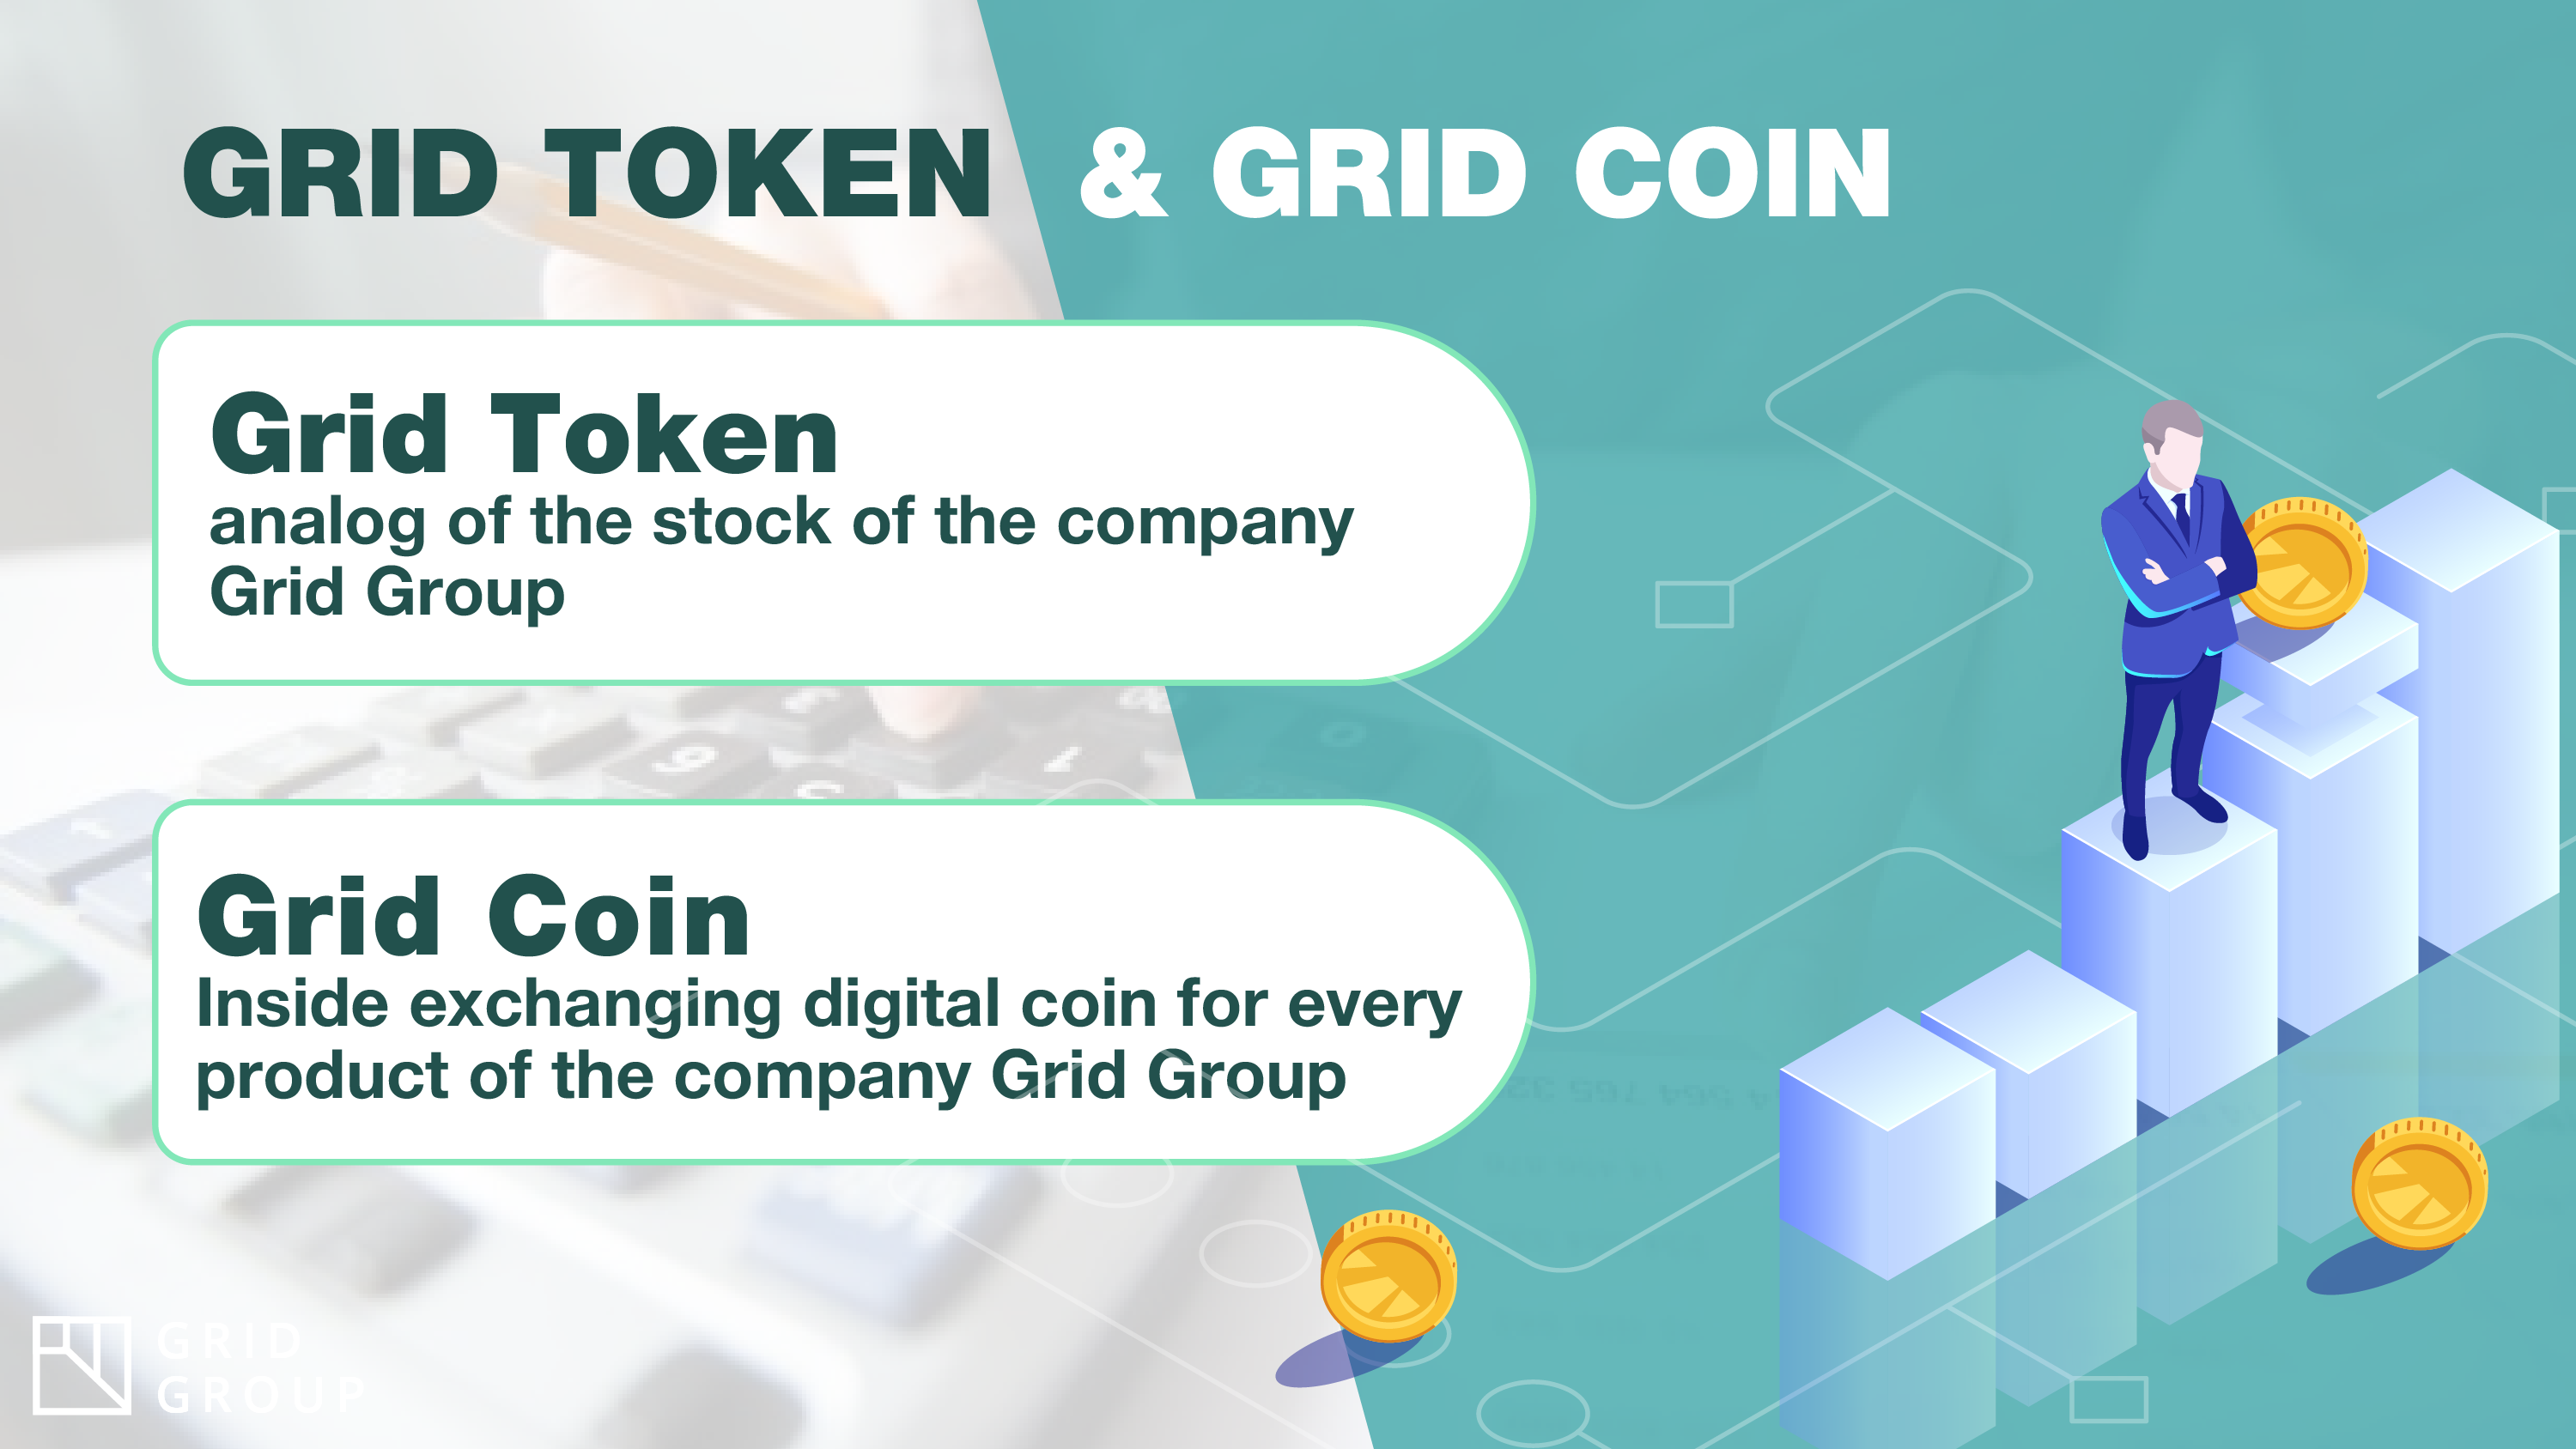 GRID TOKEN & GRID COIN
Grid Token
analog of the stock of the company
Grid Group
Grid Coin
Inside exchanging digital coin for every
product of the company Grid Group
GRID
GROUP